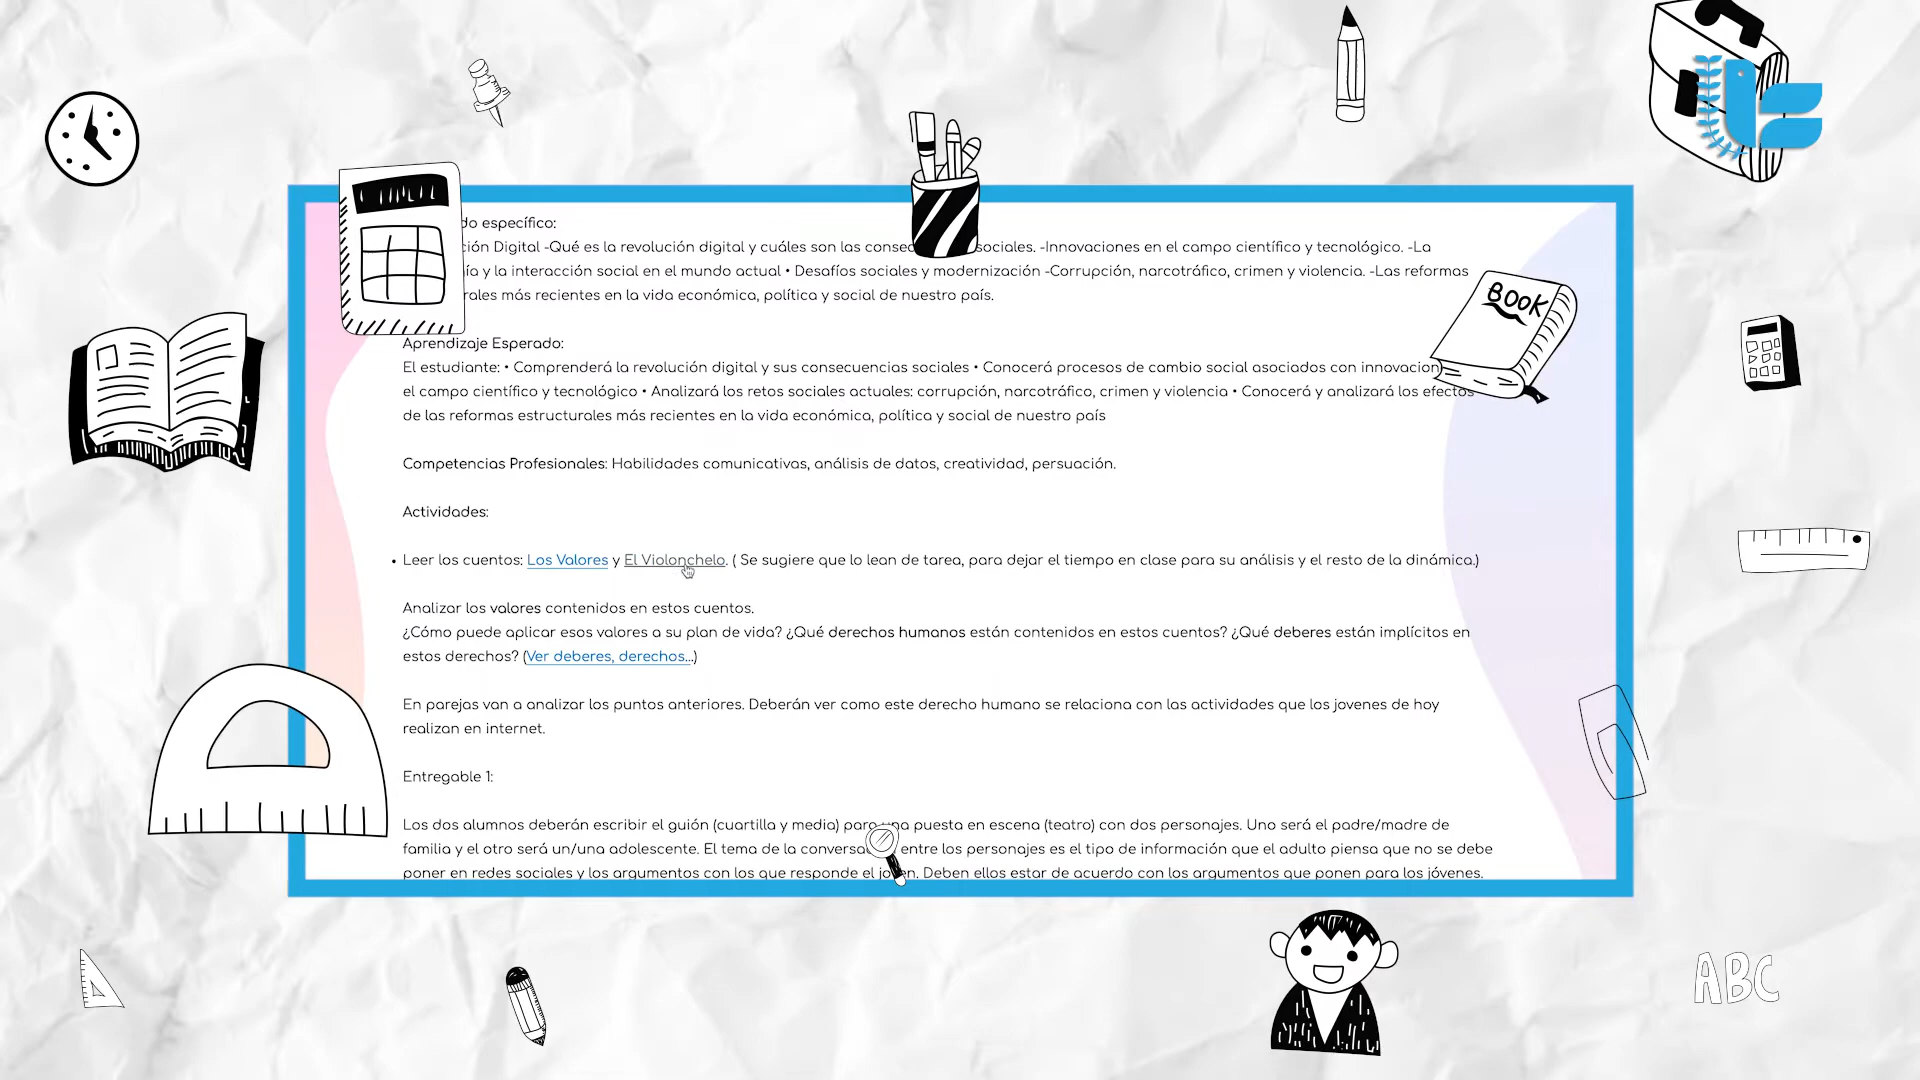 do específico:
ción Digital -Qué es la revolución digital y cuáles son las consec sociales. -Innovaciones en el campo científico y tecnológico. -La
ía y la interacción social en el mundo actual • Desafíos sociales y modernización -Corrupción, narcotráfico, crimen y violencia. -Las reformas
rales más recientes en la vida económica, política y social de nuestro país.
BOOK
Aprendizaje Esperado:
El estudiante: • Comprenderá la revolución digital y sus consecuencias sociales • Conocerá procesos de cambio social asociados con innovacion
el campo científico y tecnológico • Analizará los retos sociales actuales: corrupción, narcotráfico, crimen y violencia • Conocerá y analizará los efectos
de las reformas estructurales más recientes en la vida económica, política y social de nuestro país
Competencias Profesionales: Habilidades comunicativas, análisis de datos, creatividad, persuación.
Actividades:
• Leer los cuentos: Los Valores y El Violonchelo. ( Se sugiere que lo lean de tarea, para dejar el tiempo en clase para su análisis y el resto de la dinámica.)
Analizar los valores contenidos en estos cuentos.
¿Cómo puede aplicar esos valores a su plan de vida? ¿Qué derechos humanos están contenidos en estos cuentos? ¿Qué deberes están implícitos en
estos derechos? (Ver deberes, derechos...)
En parejas van a analizar los puntos anteriores. Deberán ver como este derecho humano se relaciona con las actividades que los jovenes de hoy
realizan en internet.
Entregable 1:
Los dos alumnos deberán escribir el guión (cuartilla y media) para una puesta en escena (teatro) con dos personajes. Uno será el padre/madre de
familia y el otro será un/una adolescente. El tema de la conversac entre los personajes es el tipo de información que el adulto piensa que no se debe
poner en redes sociales y los argumentos con los que responde el joven. Deben ellos estar de acuerdo con los argumentos que ponen para los jóvenes.
ABC